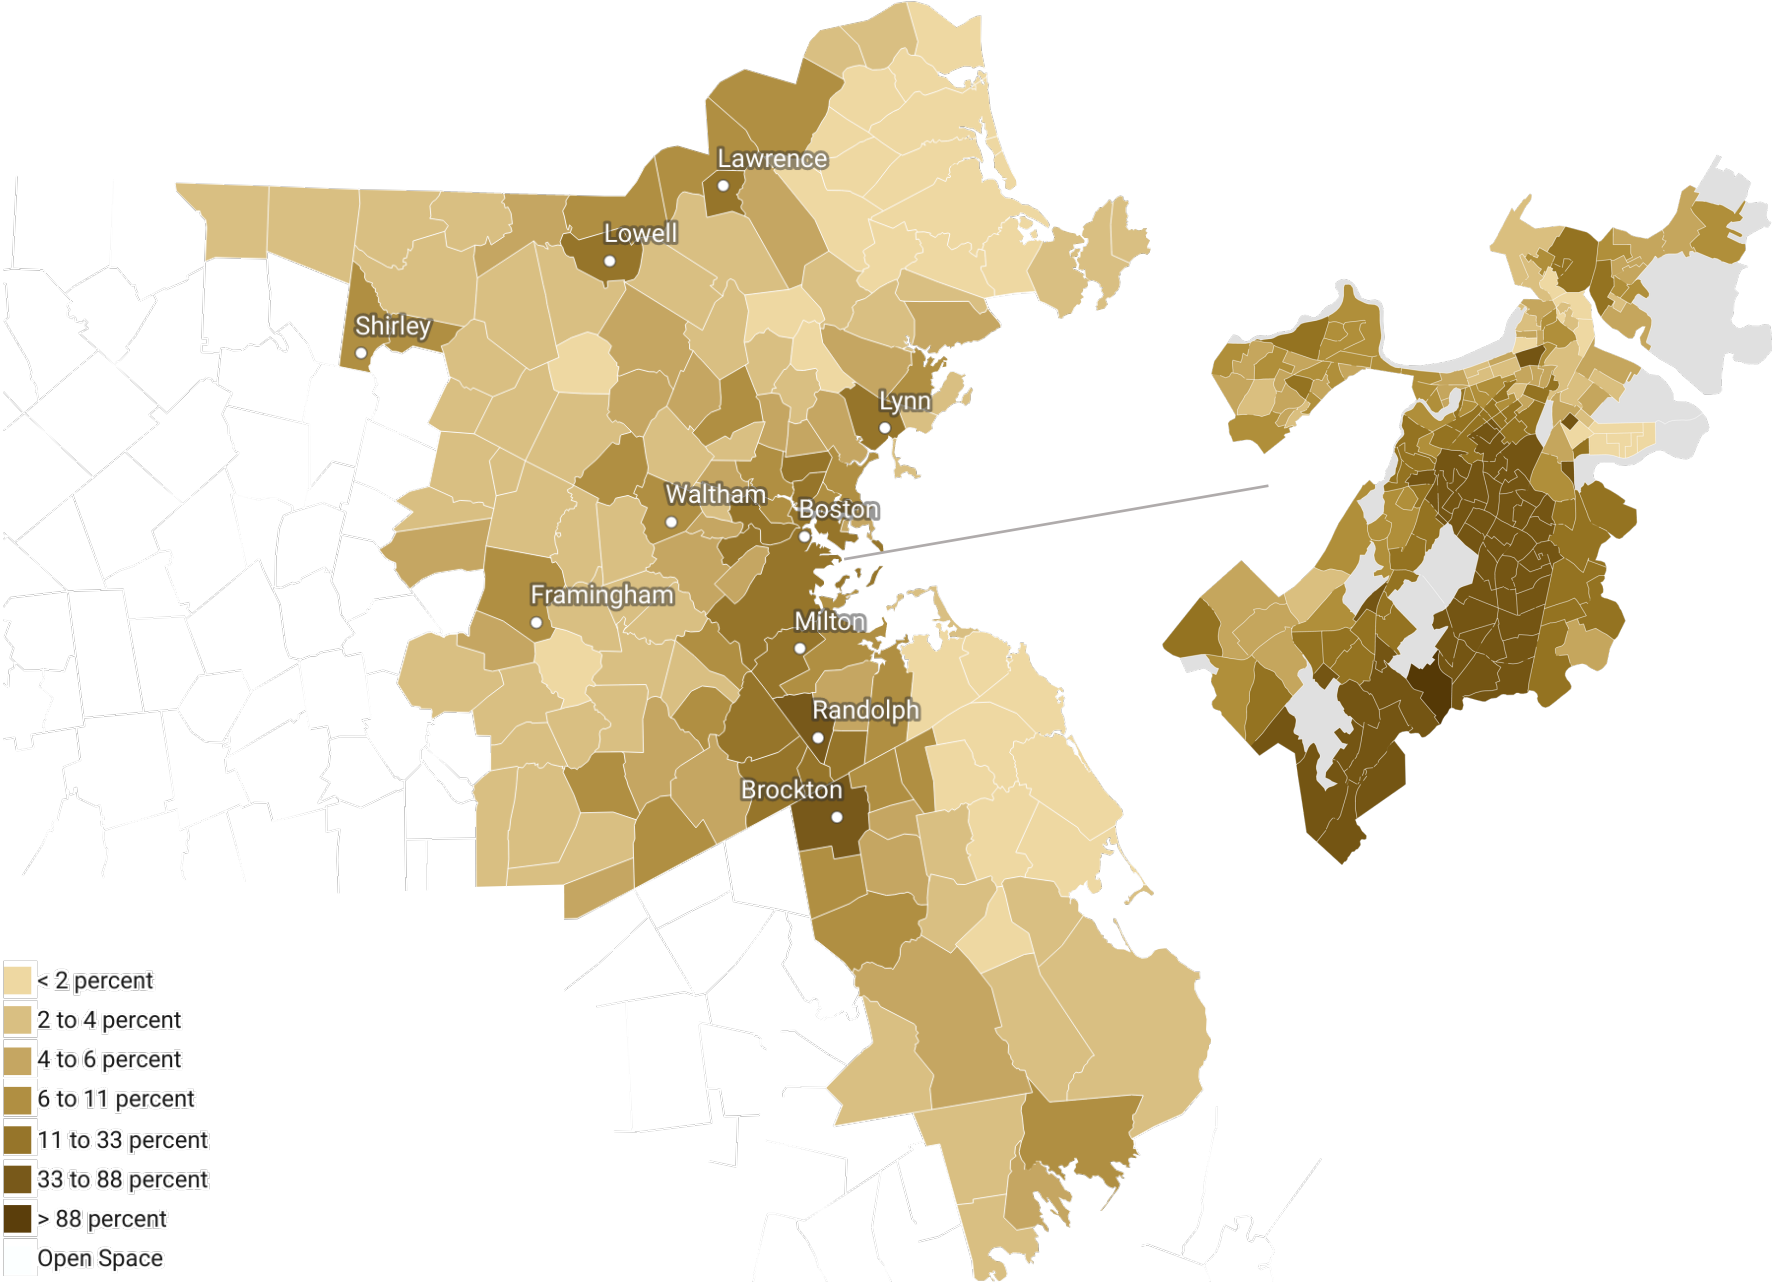 Lawrence
Lowell
Shirley
Lynn
Waltham
Boston
Framingham
Milton
Randolph
Brockton
< 2 percent
2 to 4 percent
4 to 6 percent
6 to 11 percent
11 to 33 percent
33 to 88 percent
> 88 percent
Open Space